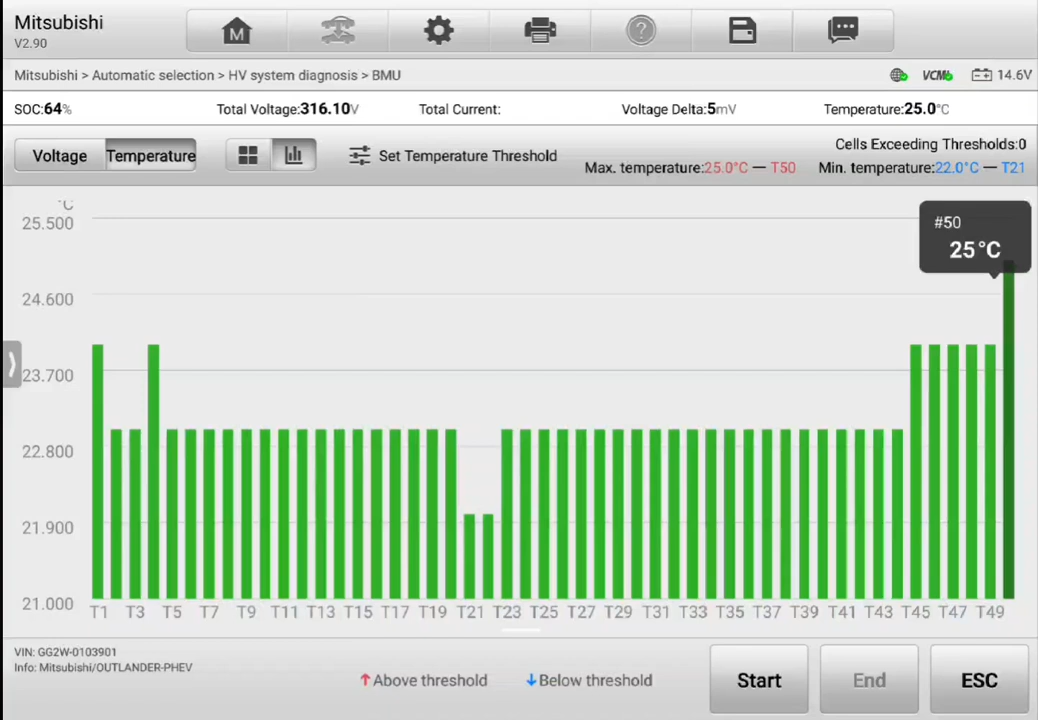 Mitsubishi
V2.90
M
?
Mitsubishi > Automatic selection > HV system diagnosis > BMU
VCMI
14.6V
SOC:64%
Total Voltage:316.10V
Total Current:
Voltage Delta:5mV
Temperature:25.0°C
Voltage
Temperature
Set Temperature Threshold
Cells Exceeding Thresholds:0
Max. temperature:25.0°C — T50
Min. temperature:22.0°C — T21
°C
25.500
24.600
23.700
22.800
21.900
21.000
#50
25°C
T1 T3 T5 T7 T9 T11 T13 T15 T17 T19 T21 T23 T25 T27 T29 T31 T33 T35 T37 T39 T41 T43 T45 T47 T49
VIN: GG2W-0103901
Info: Mitsubishi/OUTLANDER-PHEV
↑Above threshold
↓Below threshold
Start
End
ESC